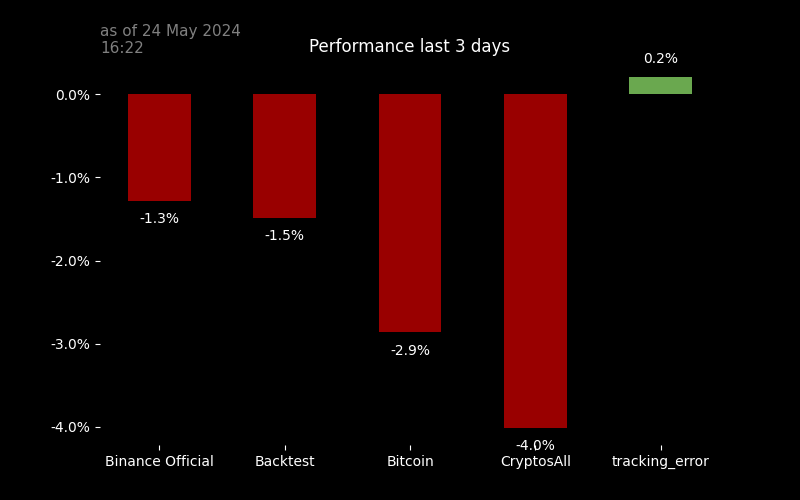 as of 24 May 2024
16:22
Performance last 3 days
0.2%
0.0%
-1.0%
-1.3%
-1.5%
-2.0%
-3.0%
-2.9%
-4.0%
-4.0%
Binance Official
Backtest
Bitcoin
CryptosAll
tracking_error